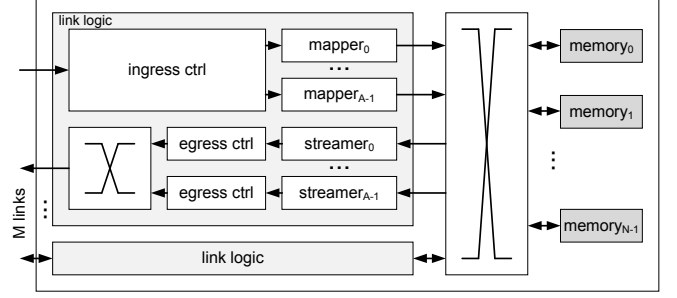 link logic
ingress ctrl
mapper0
...
mapperA-1
egress ctrl
streamer0
...
egress ctrl
streamerA-1
M links
...
link logic
memory0
memory1
...
memoryN-1